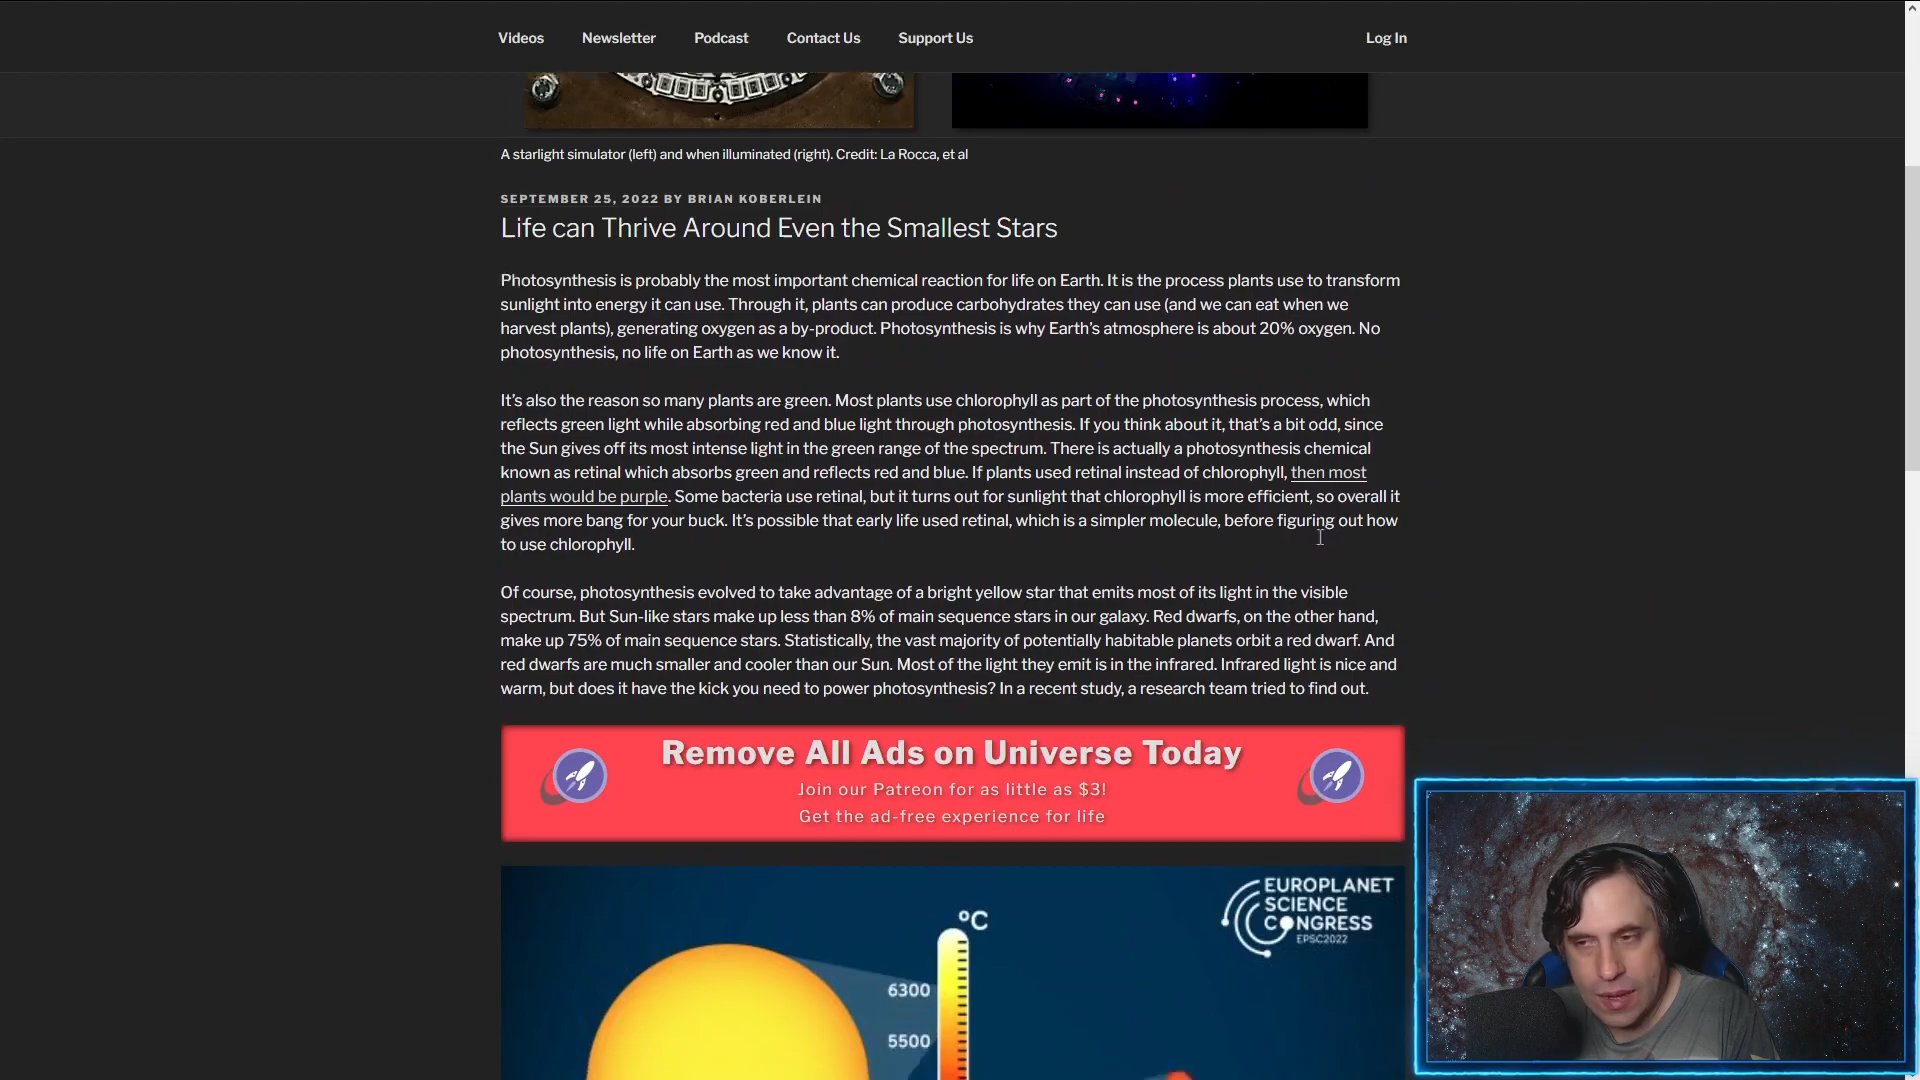 Videos Newsletter Podcast Contact Us Support Us Log In
A starlight simulator (left) and when illuminated (right). Credit: La Rocca, et al
SEPTEMBER 25, 2022 BY BRIAN KOBERLEIN
Life can Thrive Around Even the Smallest Stars
Photosynthesis is probably the most important chemical reaction for life on Earth. It is the process plants use to transform
sunlight into energy it can use. Through it, plants can produce carbohydrates they can use (and we can eat when we
harvest plants), generating oxygen as a by-product. Photosynthesis is why Earth’s atmosphere is about 20% oxygen. No
photosynthesis, no life on Earth as we know it.
It’s also the reason so many plants are green. Most plants use chlorophyll as part of the photosynthesis process, which
reflects green light while absorbing red and blue light through photosynthesis. If you think about it, that’s a bit odd, since
the Sun gives off its most intense light in the green range of the spectrum. There is actually a photosynthesis chemical
known as retinal which absorbs green and reflects red and blue. If plants used retinal instead of chlorophyll, then most
plants would be purple. Some bacteria use retinal, but it turns out for sunlight that chlorophyll is more efficient, so overall it
gives more bang for your buck. It’s possible that early life used retinal, which is a simpler molecule, before figuring out how
to use chlorophyll.
Of course, photosynthesis evolved to take advantage of a bright yellow star that emits most of its light in the visible
spectrum. But Sun-like stars make up less than 8% of main sequence stars in our galaxy. Red dwarfs, on the other hand,
make up 75% of main sequence stars. Statistically, the vast majority of potentially habitable planets orbit a red dwarf. And
red dwarfs are much smaller and cooler than our Sun. Most of the light they emit is in the infrared. Infrared light is nice and
warm, but does it have the kick you need to power photosynthesis? In a recent study, a research team tried to find out.
Remove All Ads on Universe Today
Join our Patreon for as little as $3!
Get the ad-free experience for life
EUROPLANET
SCIENCE
CONGRESS
EPSC2022
°C
6300
5500